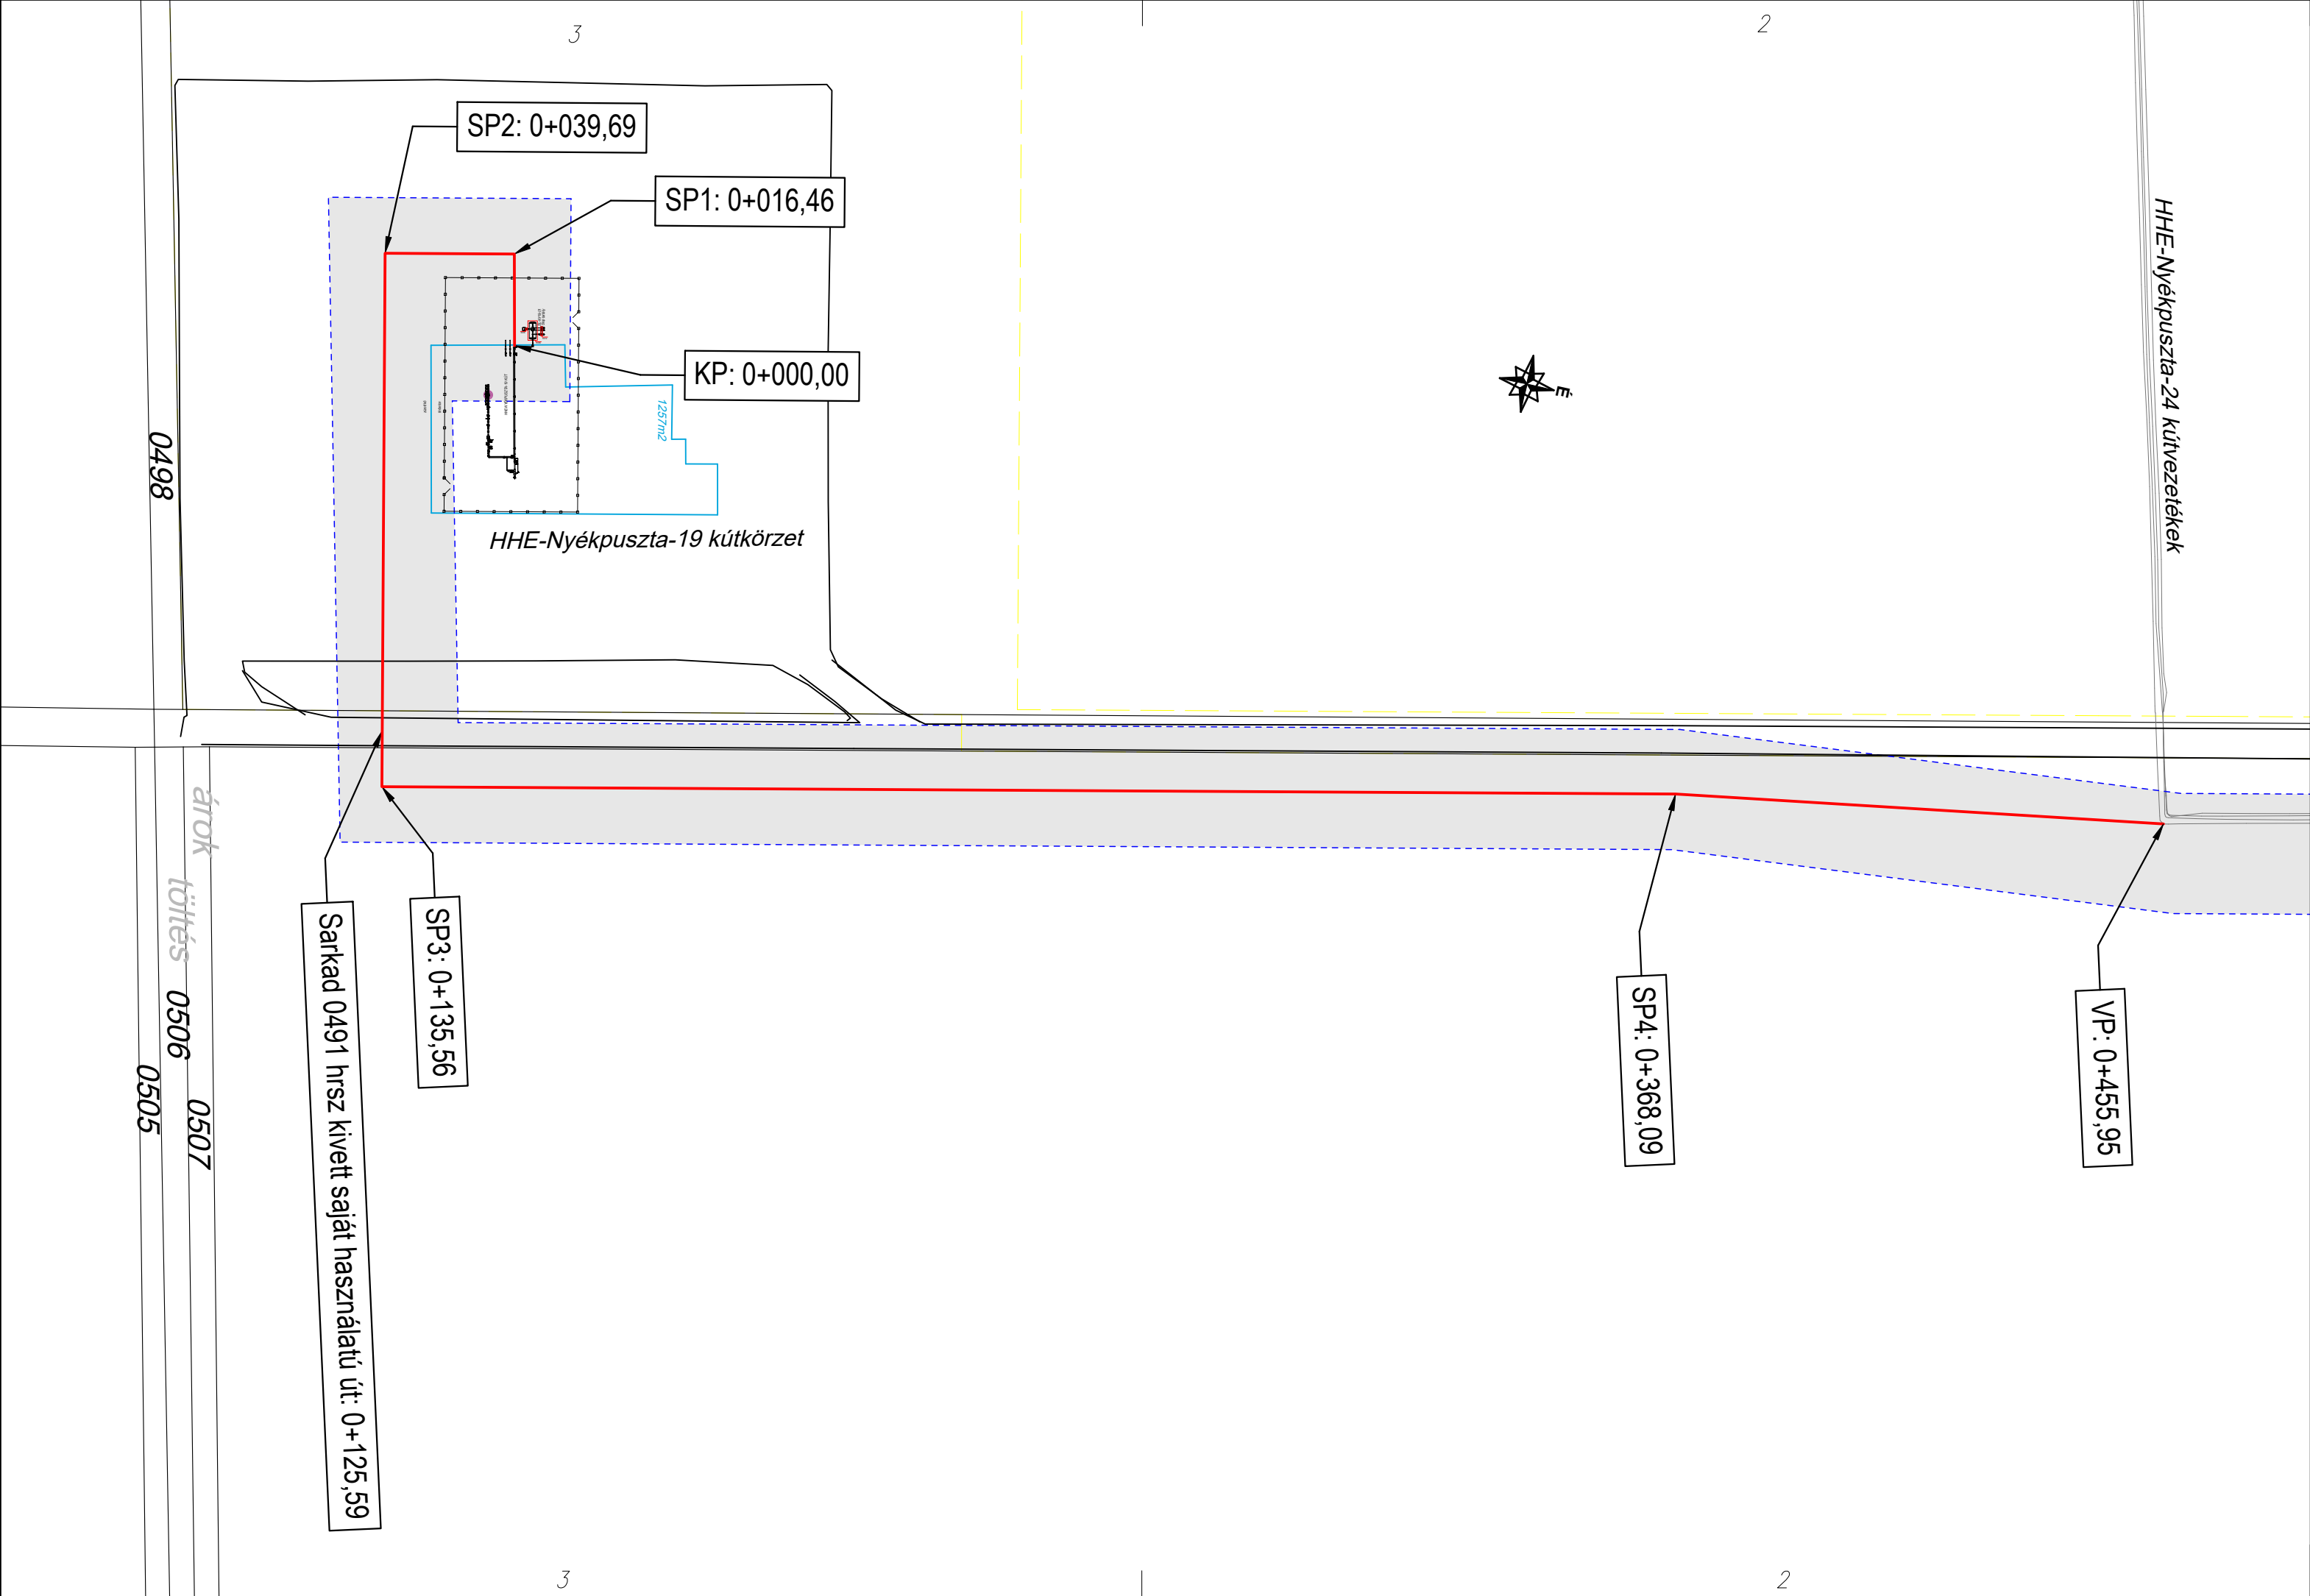 3
2
SP2: 0+039,69
SP1: 0+016,46
KP: 0+000,00
1257m2
HHE-Nyékpuszta-19 kútkörzet
HHE-Nyékpuszta-24 kútvezetékek
É
0498
árok
töltés
0506
0505
0507
Sarkad 0491 hrsz kivett saját használatú út: 0+125,59
SP3: 0+135,56
SP4: 0+368,09
VP: 0+455,95
3
2